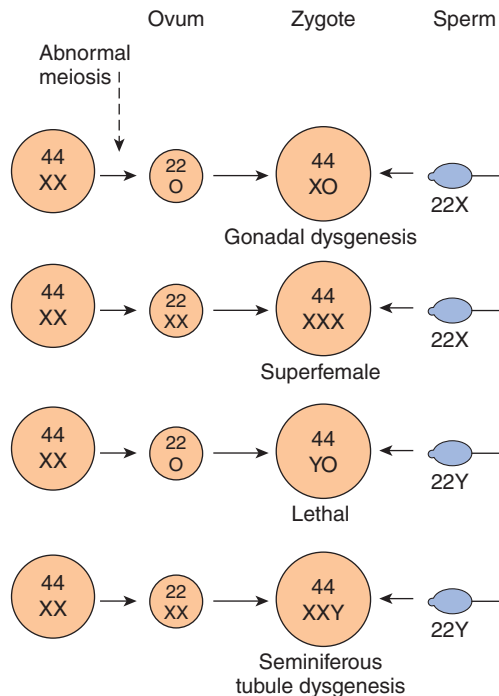 Ovum Zygote Sperm
Abnormal
meiosis
44 22 44
XX O XO
22X
Gonadal dysgenesis
44 22 44
XX XX XXX
22X
Superfemale
44 22 44
XX O YO
22Y
Lethal
44 22 44
XX XX XXY
22Y
Seminiferous
tubule dysgenesis